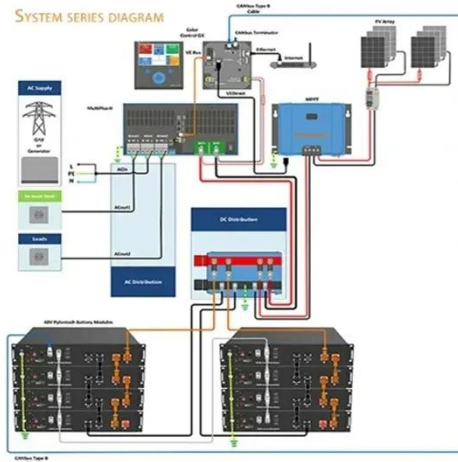 SYSTEM SERIES DIAGRAM
CANbus Type B
Cable
Color
Control GX
CANbus Terminator
VE Bus
Ethernet
Internet
PV Array
VEDirect
AC Supply
Grid
or
Generator
MultiPlus-II
MPPT
L
PE
N
ACin
ACout1
Loads
ACout2
DC Distribution
AC Distribution
48V Pylontech Battery Modules
CANbus Type B